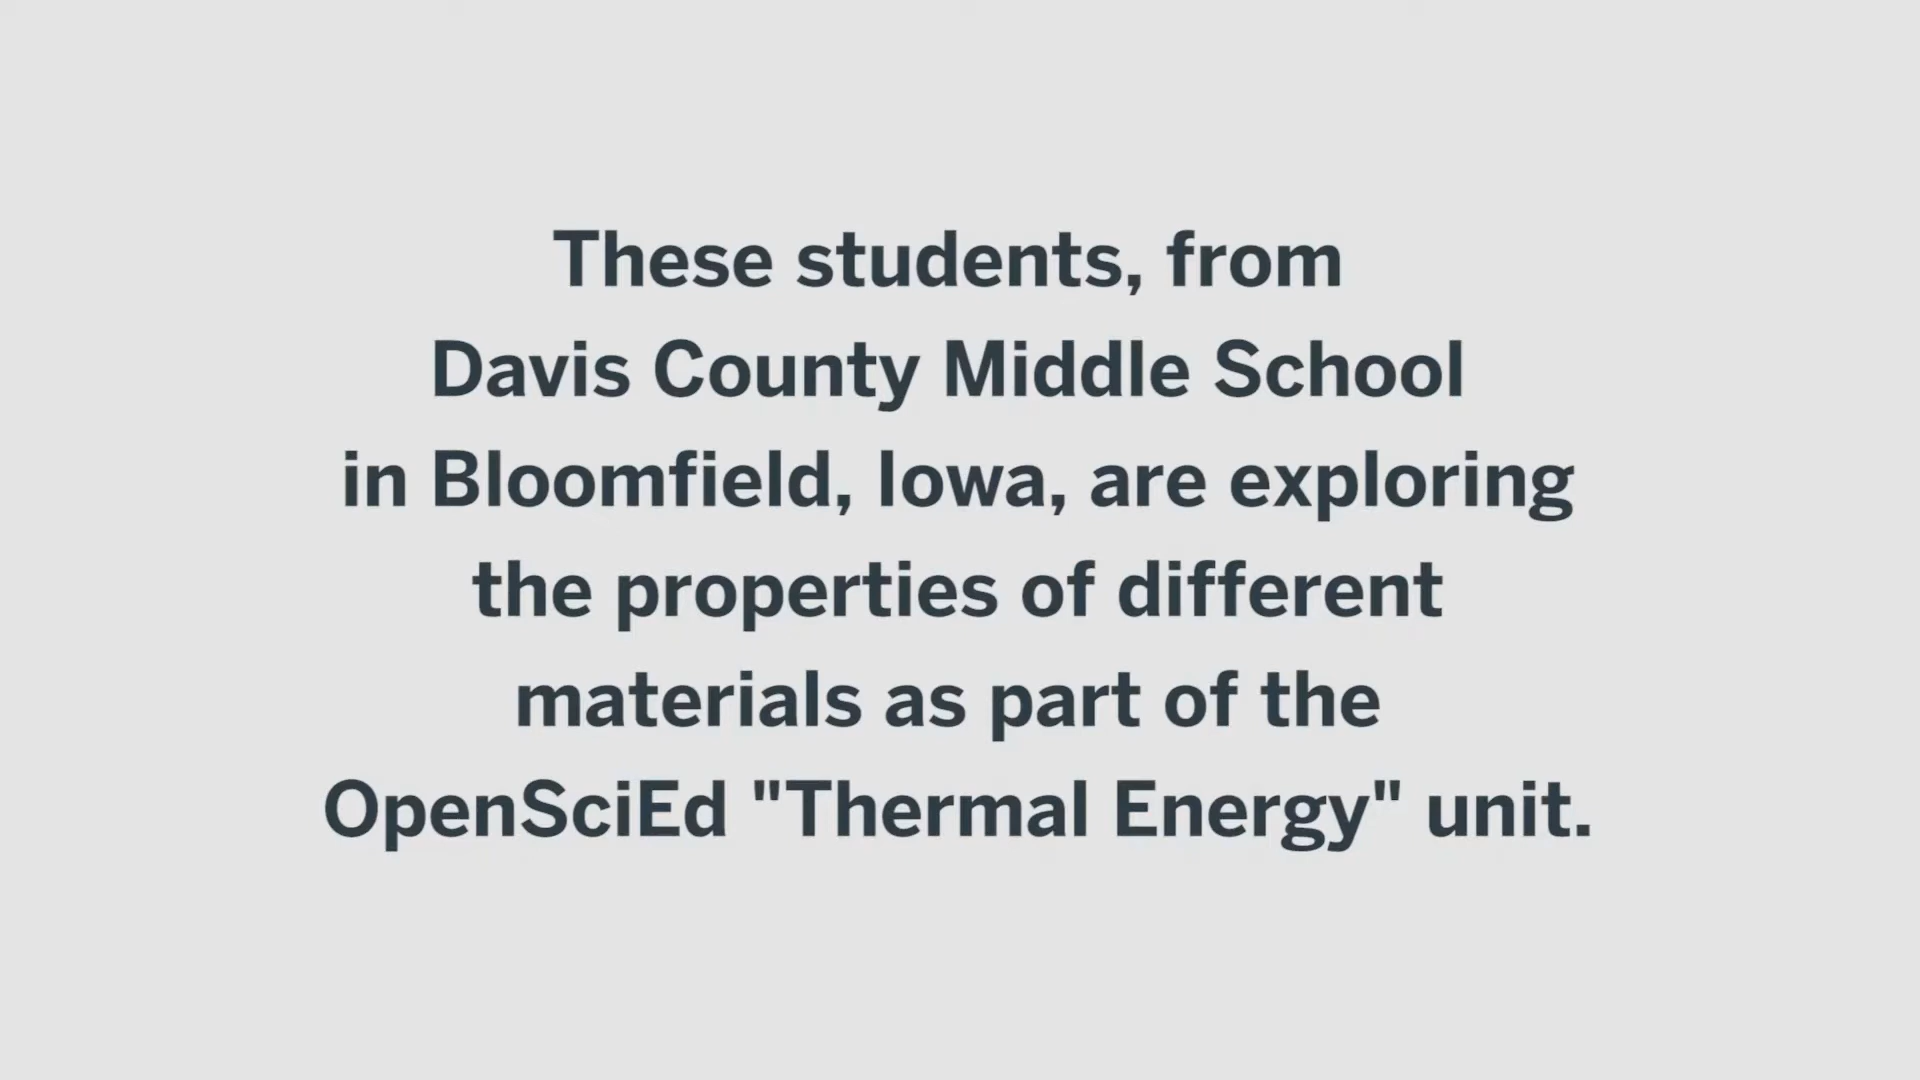 These students, from
Davis County Middle School
in Bloomfield, Iowa, are exploring
the properties of different
materials as part of the
OpenSciEd "Thermal Energy" unit.